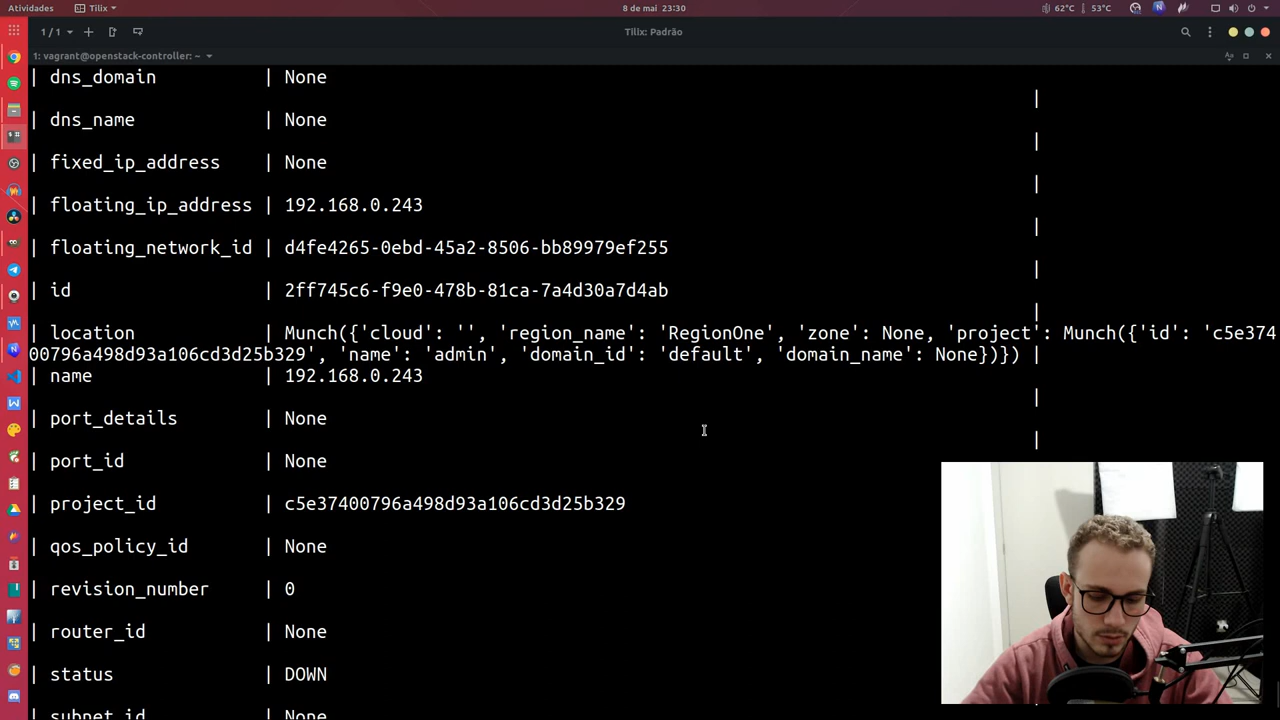 Atividades
Tilix
8 de mai 23:30
62°C
53°C
1 / 1
Tilix: Padrão
1: vagrant@openstack-controller: ~
| dns_domain | None
|
| dns_name | None
|
| fixed_ip_address | None
|
| floating_ip_address | 192.168.0.243
|
| floating_network_id | d4fe4265-0ebd-45a2-8506-bb89979ef255
|
| id | 2ff745c6-f9e0-478b-81ca-7a4d30a7d4ab
|
| location | Munch({'cloud': '', 'region_name': 'RegionOne', 'zone': None, 'project': Munch({'id': 'c5e374
00796a498d93a106cd3d25b329', 'name': 'admin', 'domain_id': 'default', 'domain_name': None})}) |
| name | 192.168.0.243
|
| port_details | None
|
| port_id | None
| project_id | c5e37400796a498d93a106cd3d25b329
| qos_policy_id | None
| revision_number | 0
| router_id | None
| status | DOWN
| subnet_id | None